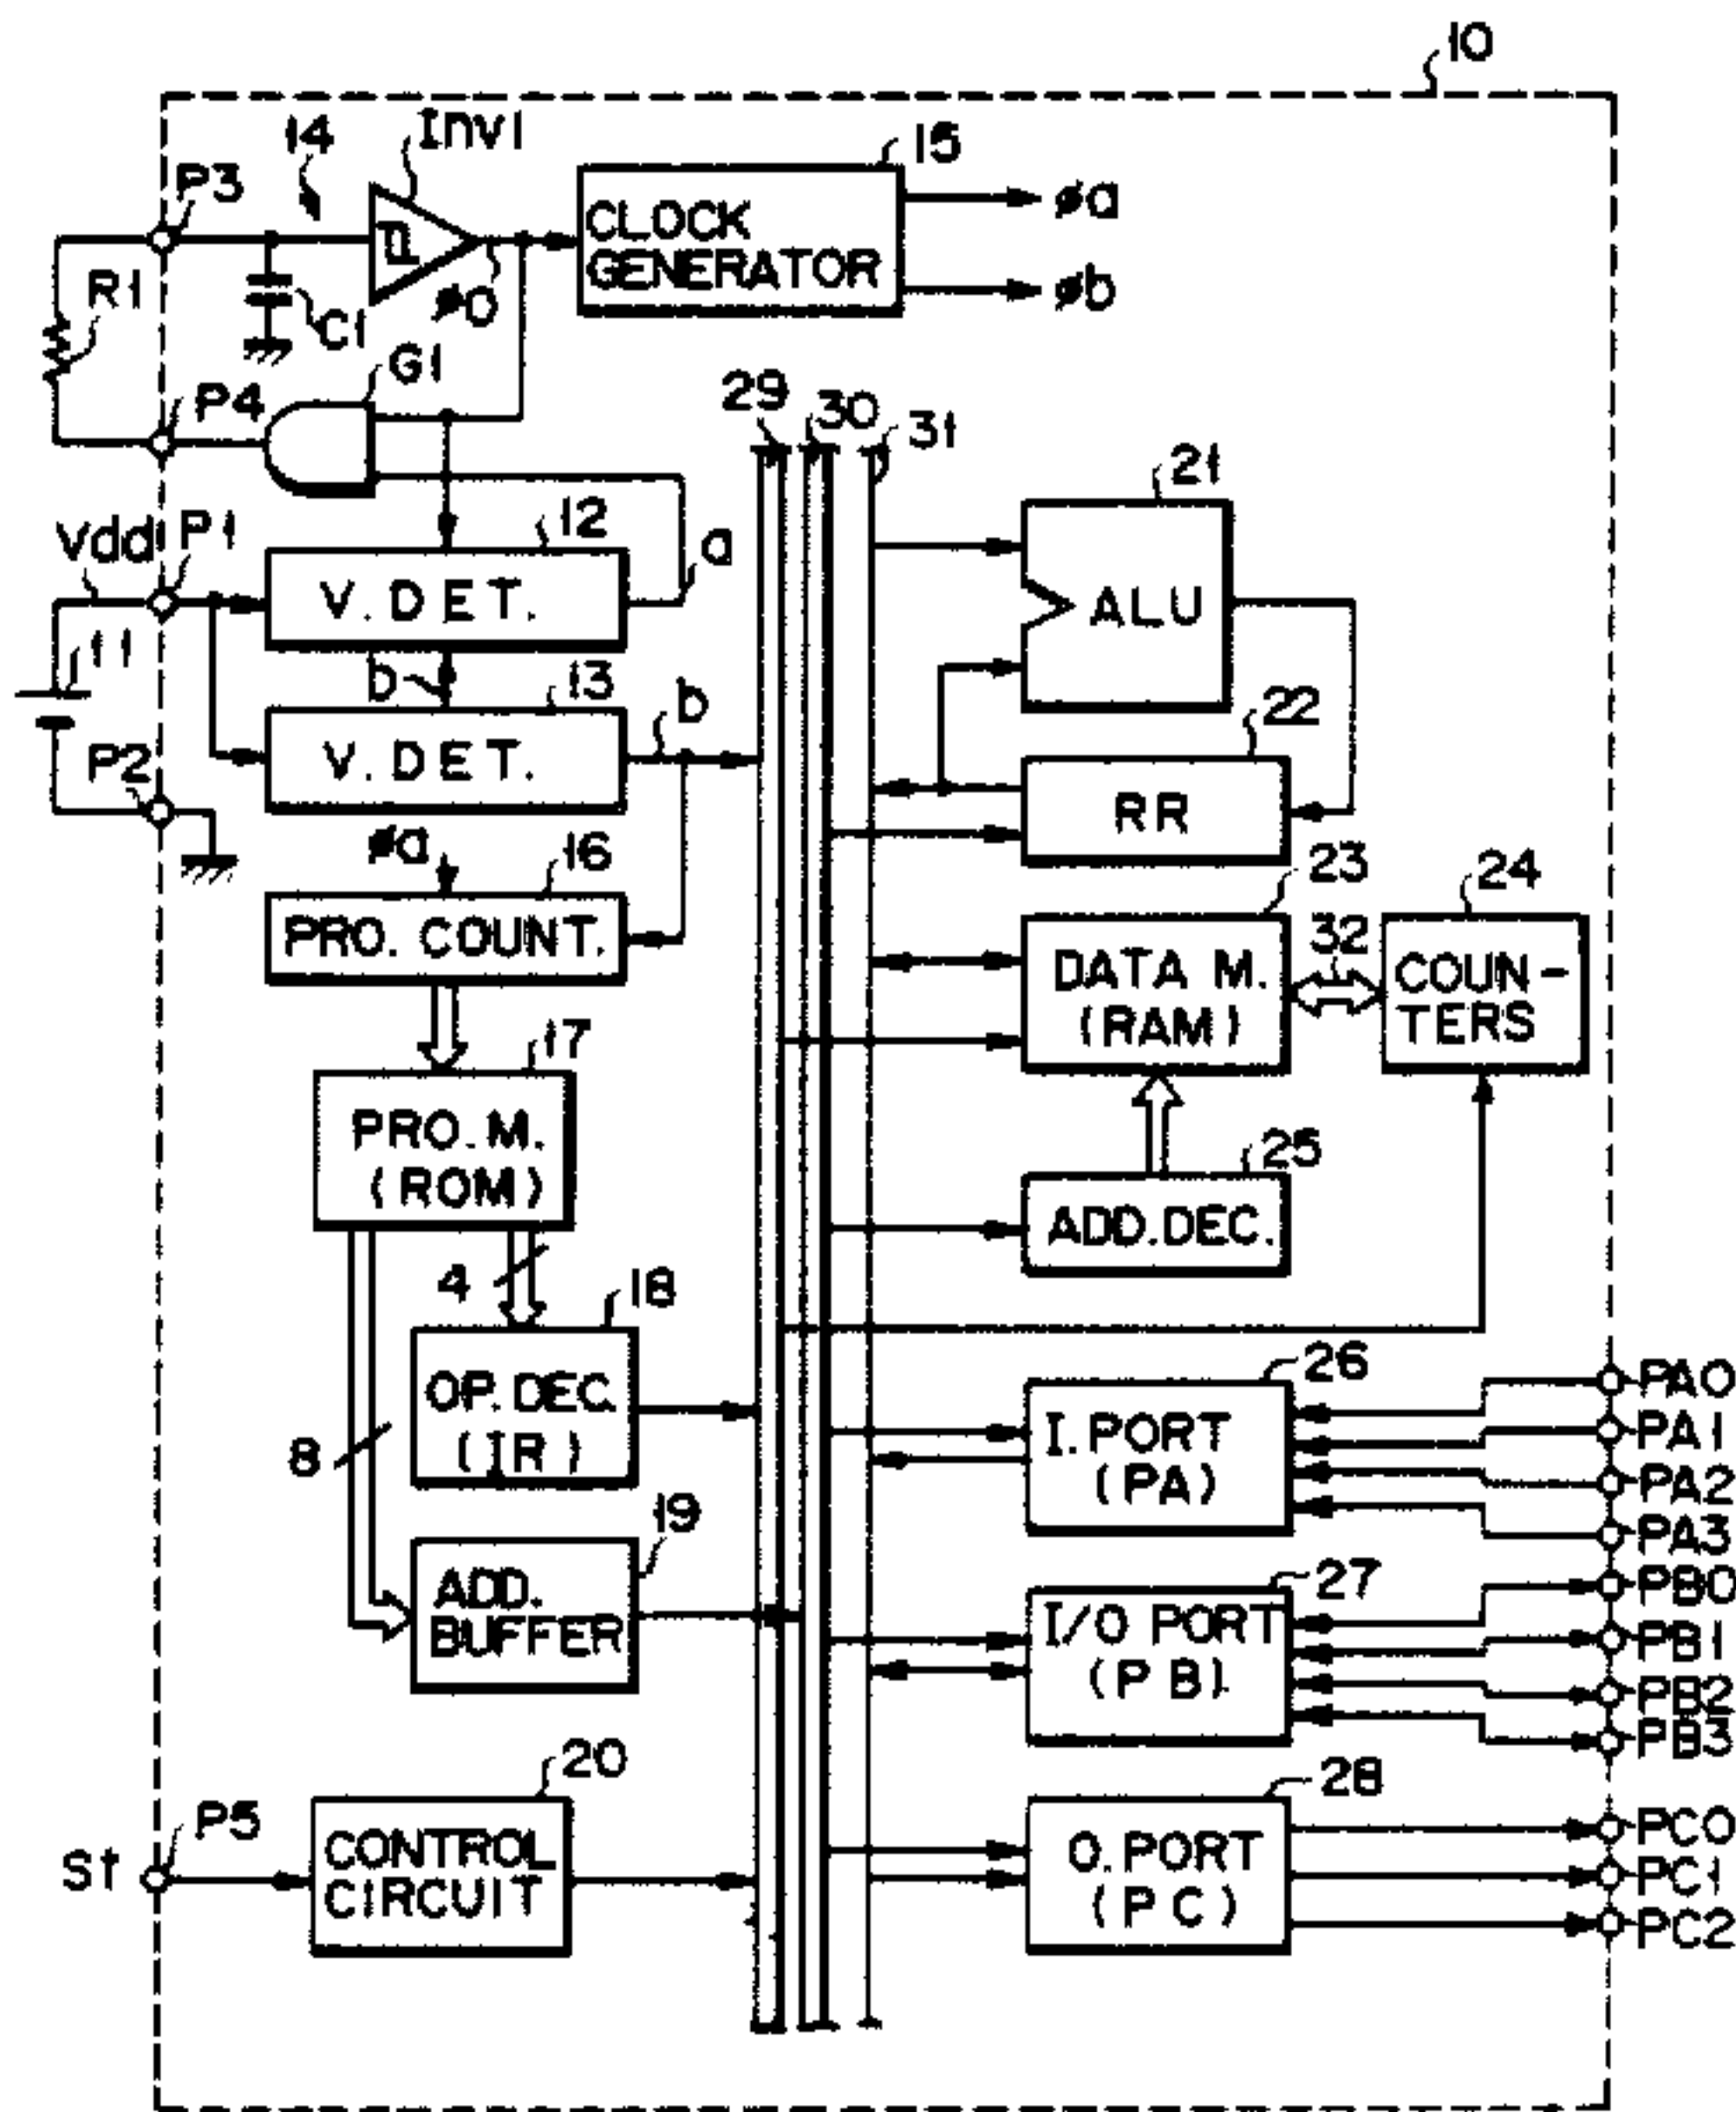 10
Inv1
14
15
P3
CLOCK
GENERATOR
øa
øb
R1
C1
øo
G1
P4
29
30
31
21
Vdd
P1
12
a
V. DET.
ALU
11
b
13
b
22
P2
V. DET.
RR
øa
16
23
24
PRO. COUNT.
32
DATA M.
(RAM)
COUN-
TERS
17
PRO. M.
(ROM)
25
ADD. DEC.
4
18
26
PA0
OP. DEC.
(IR)
I. PORT
(PA)
PA1
8
PA2
19
PA3
27
PB0
ADD.
BUFFER
I/O PORT
(PB)
PB1
PB2
PB3
20
28
P5
PC0
St
CONTROL
CIRCUIT
O. PORT
(PC)
PC1
PC2